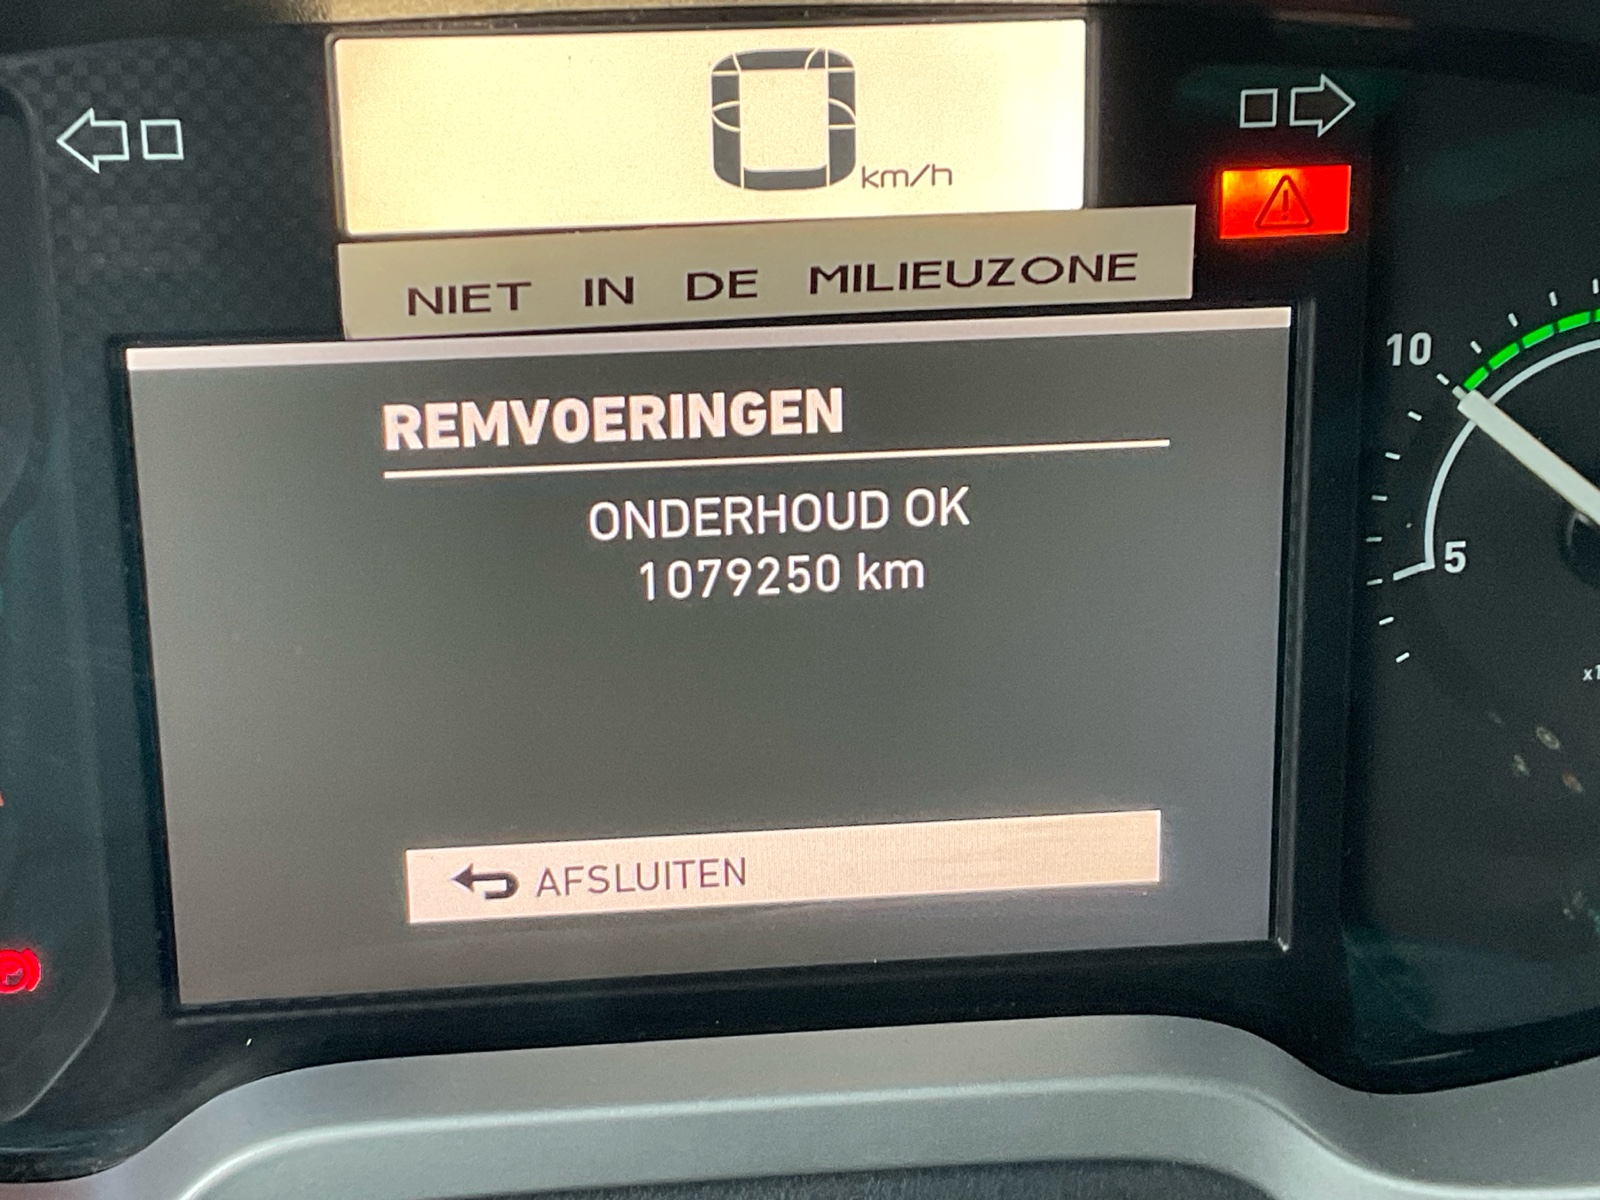 0 km/h
NIET IN DE MILIEUZONE
REMVOERINGEN
ONDERHOUD OK
1079250 km
AFSLUITEN
10
5